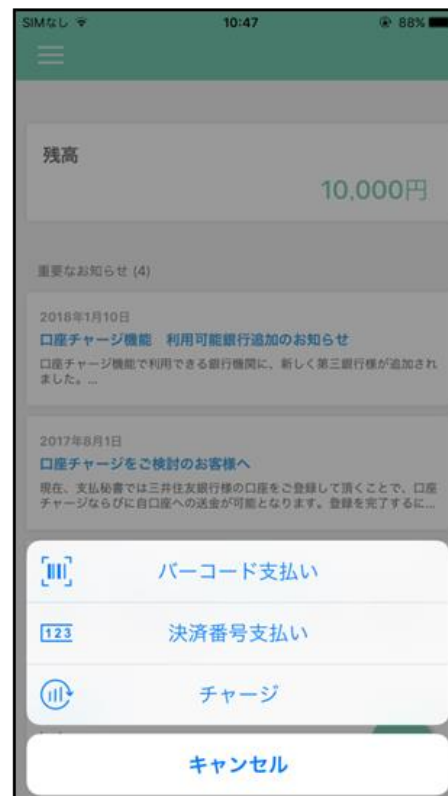 SIMなし 10:47 88%
残高
10,000円
重要なお知らせ (4)
2018年1月10日
口座チャージ機能 利用可能銀行追加のお知らせ
口座チャージ機能で利用できる銀行機関に、新しく第三銀行様が追加され
ました。...
2017年8月1日
口座チャージをご検討のお客様へ
現在、支払秘書では三井住友銀行様の口座をご登録して頂くことで、口座
チャージならびに自口座への送金が可能となります。登録を完了するに...
バーコード支払い
123 決済番号支払い
チャージ
キャンセル